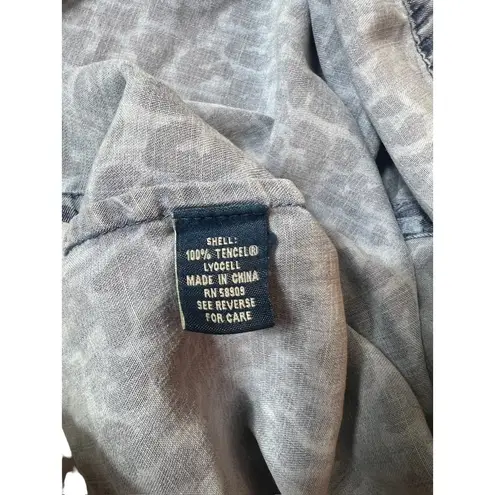 SHELL:
100% TENCEL®
LYOCELL
MADE IN CHINA
RN 58909
SEE REVERSE
FOR CARE